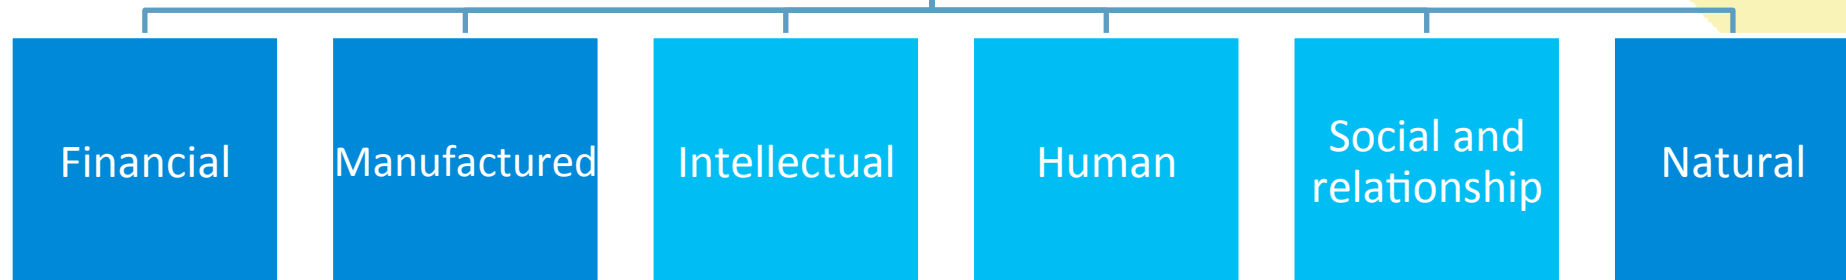 Financial
Manufactured
Intellectual
Human
Social and
relationship
Natural